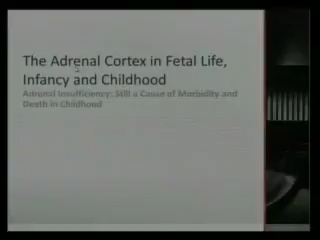 The Adrenal Cortex in Fetal Life,
Infancy and Childhood
Adrenal Insufficiency: Still a Cause of Morbidity and
Death in Childhood